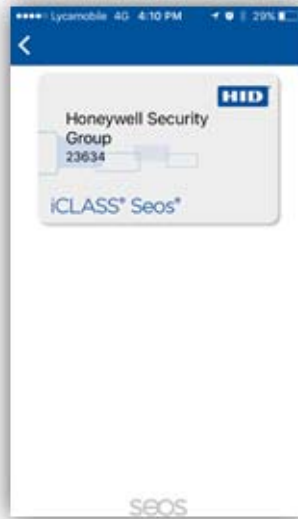 Lycamobile 4G 4:10 PM 29%
HID
Honeywell Security
Group
23634
iCLASS® Seos®
seos